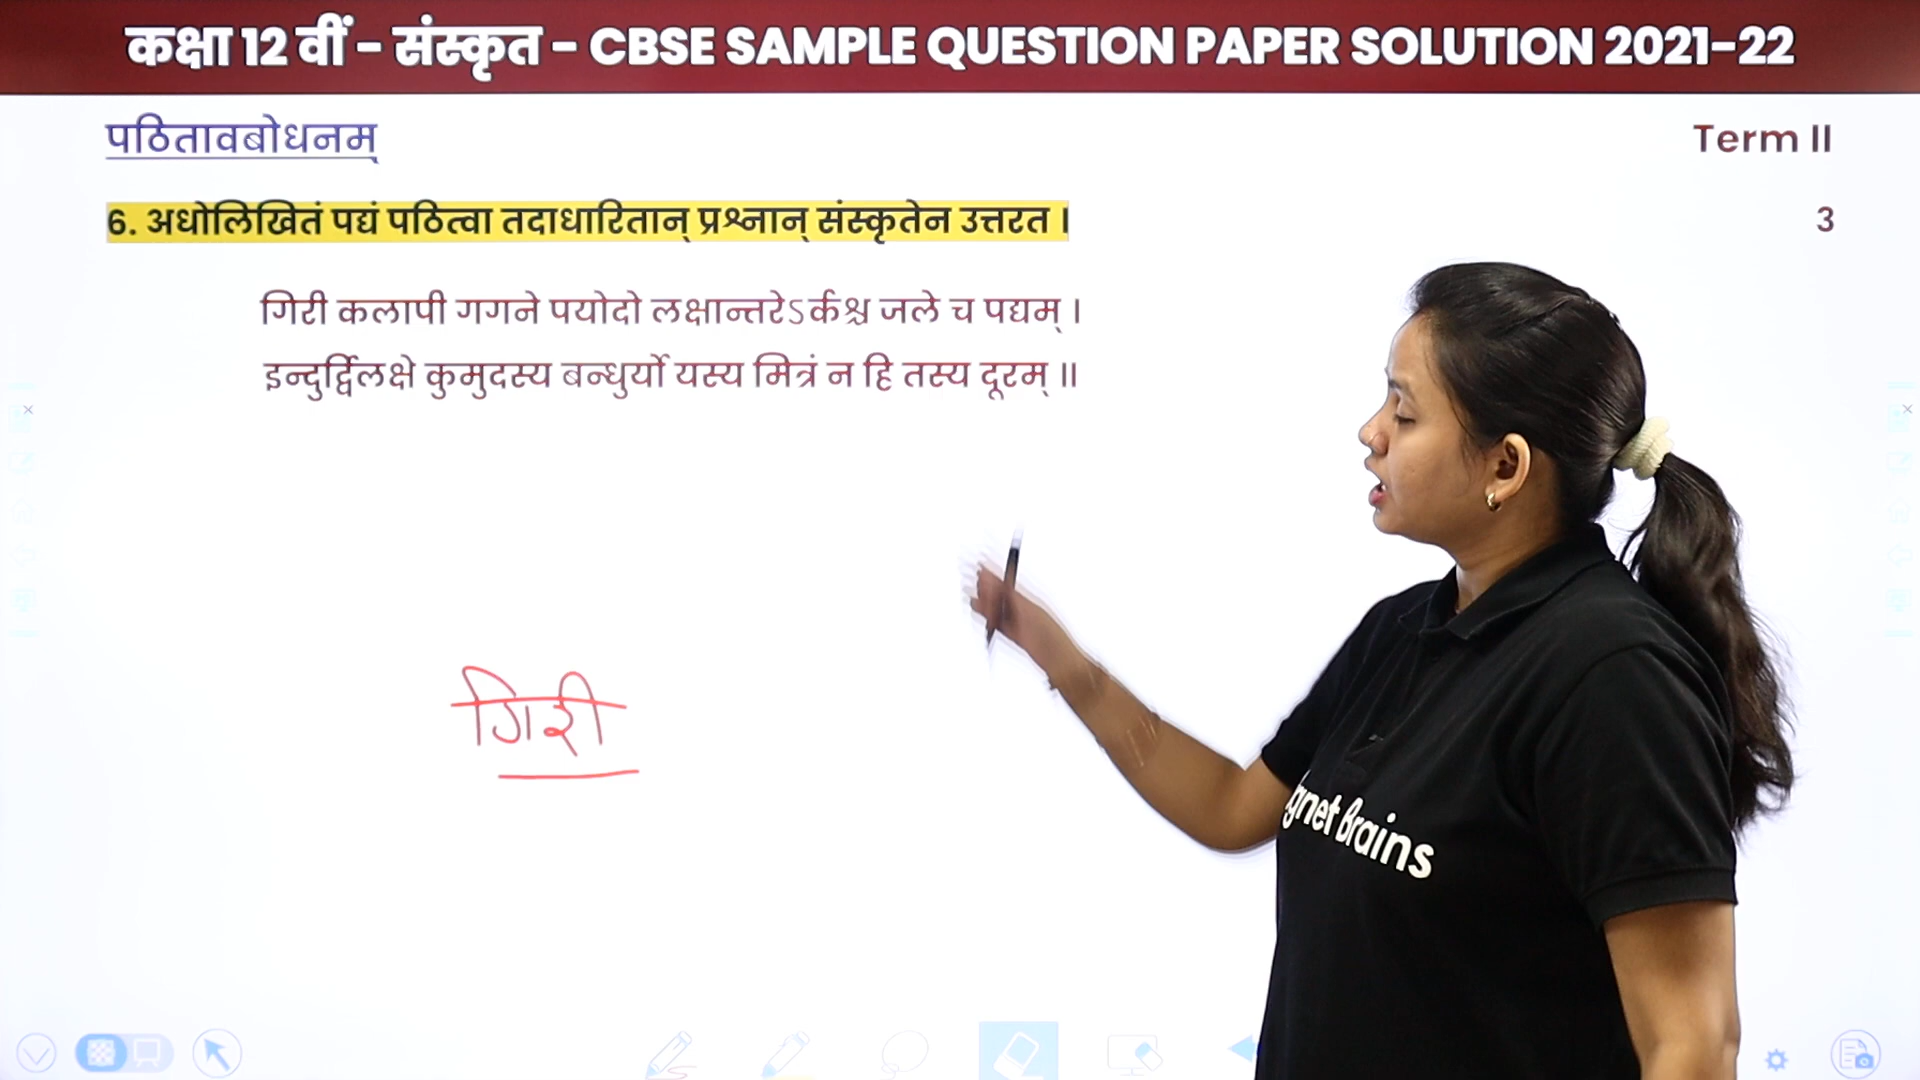 कक्षा 12 वीं - संस्कृत - CBSE SAMPLE QUESTION PAPER SOLUTION 2021-22
पठितावबोधनम्
Term II
6. अधोलिखितं पद्यं पठित्वा तदाधारितान् प्रश्नान् संस्कृतेन उत्तरत ।
3
गिरी कलापी गगने पयोदो लक्षान्तरेऽर्कश्च जले च पद्यम् ।
इन्दुर्द्विलक्षे कुमुदस्य बन्धुर्यो यस्य मित्रं न हि तस्य दूरम् ॥
गिरी
gnet Brains